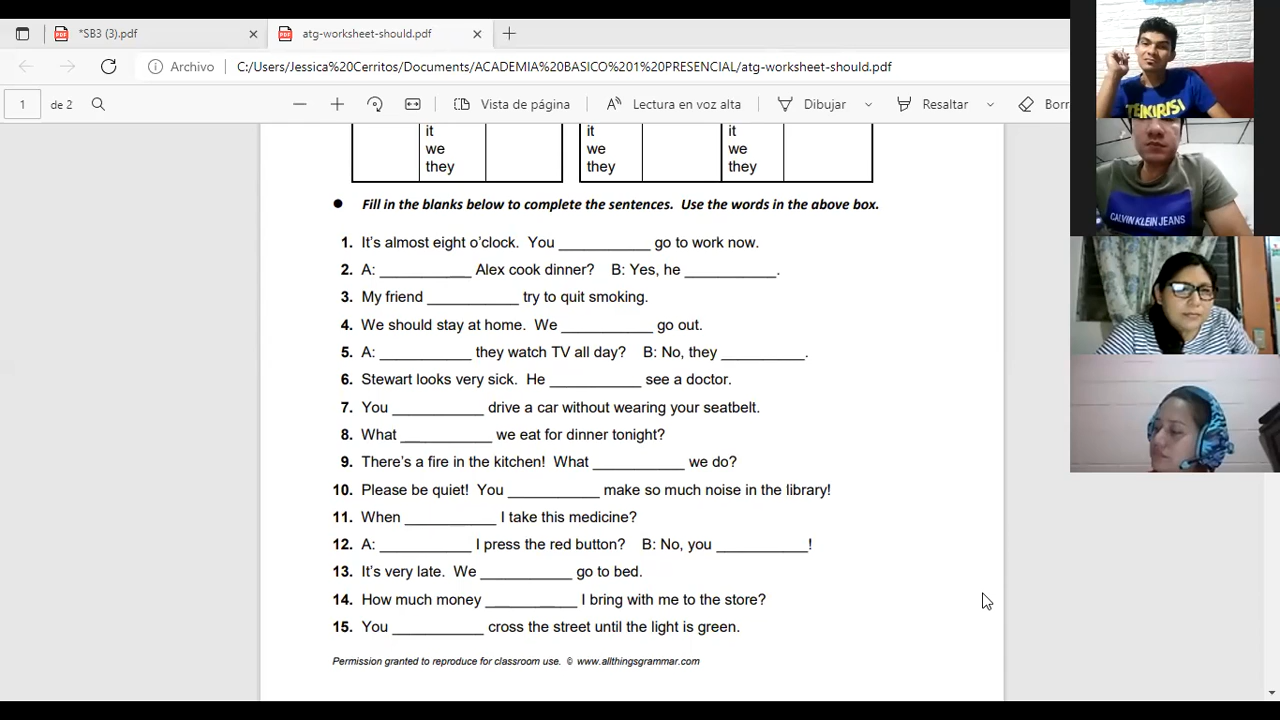 *SB3 (3).pdf
atg-worksheet-should.pdf
Archivo
C:/Users/Jessica%20Car
BASICO
RESENCIAL/atg-worksheet-should.pdf
1 de 2
Vista de página
Lectura en voz alta
Dibujar
Resaltar
Borr
it it it
we we we
they they they
● Fill in the blanks below to complete the sentences. Use the words in the above box.
1. It's almost eight o'clock. You ___________ go to work now.
2. A: ___________ Alex cook dinner? B: Yes, he ___________.
3. My friend ___________ try to quit smoking.
4. We should stay at home. We ___________ go out.
5. A: ___________ they watch TV all day? B: No, they __________.
6. Stewart looks very sick. He ___________ see a doctor.
7. You ___________ drive a car without wearing your seatbelt.
8. What ___________ we eat for dinner tonight?
9. There's a fire in the kitchen! What ___________ we do?
10. Please be quiet! You ___________ make so much noise in the library!
11. When ___________ I take this medicine?
12. A: ___________ I press the red button? B: No, you ___________!
13. It's very late. We ___________ go to bed.
14. How much money ___________ I bring with me to the store?
15. You ___________ cross the street until the light is green.
Permission granted to reproduce for classroom use. © www.allthingsgrammar.com
TEIKIRISI
CALVIN KLEIN JEANS